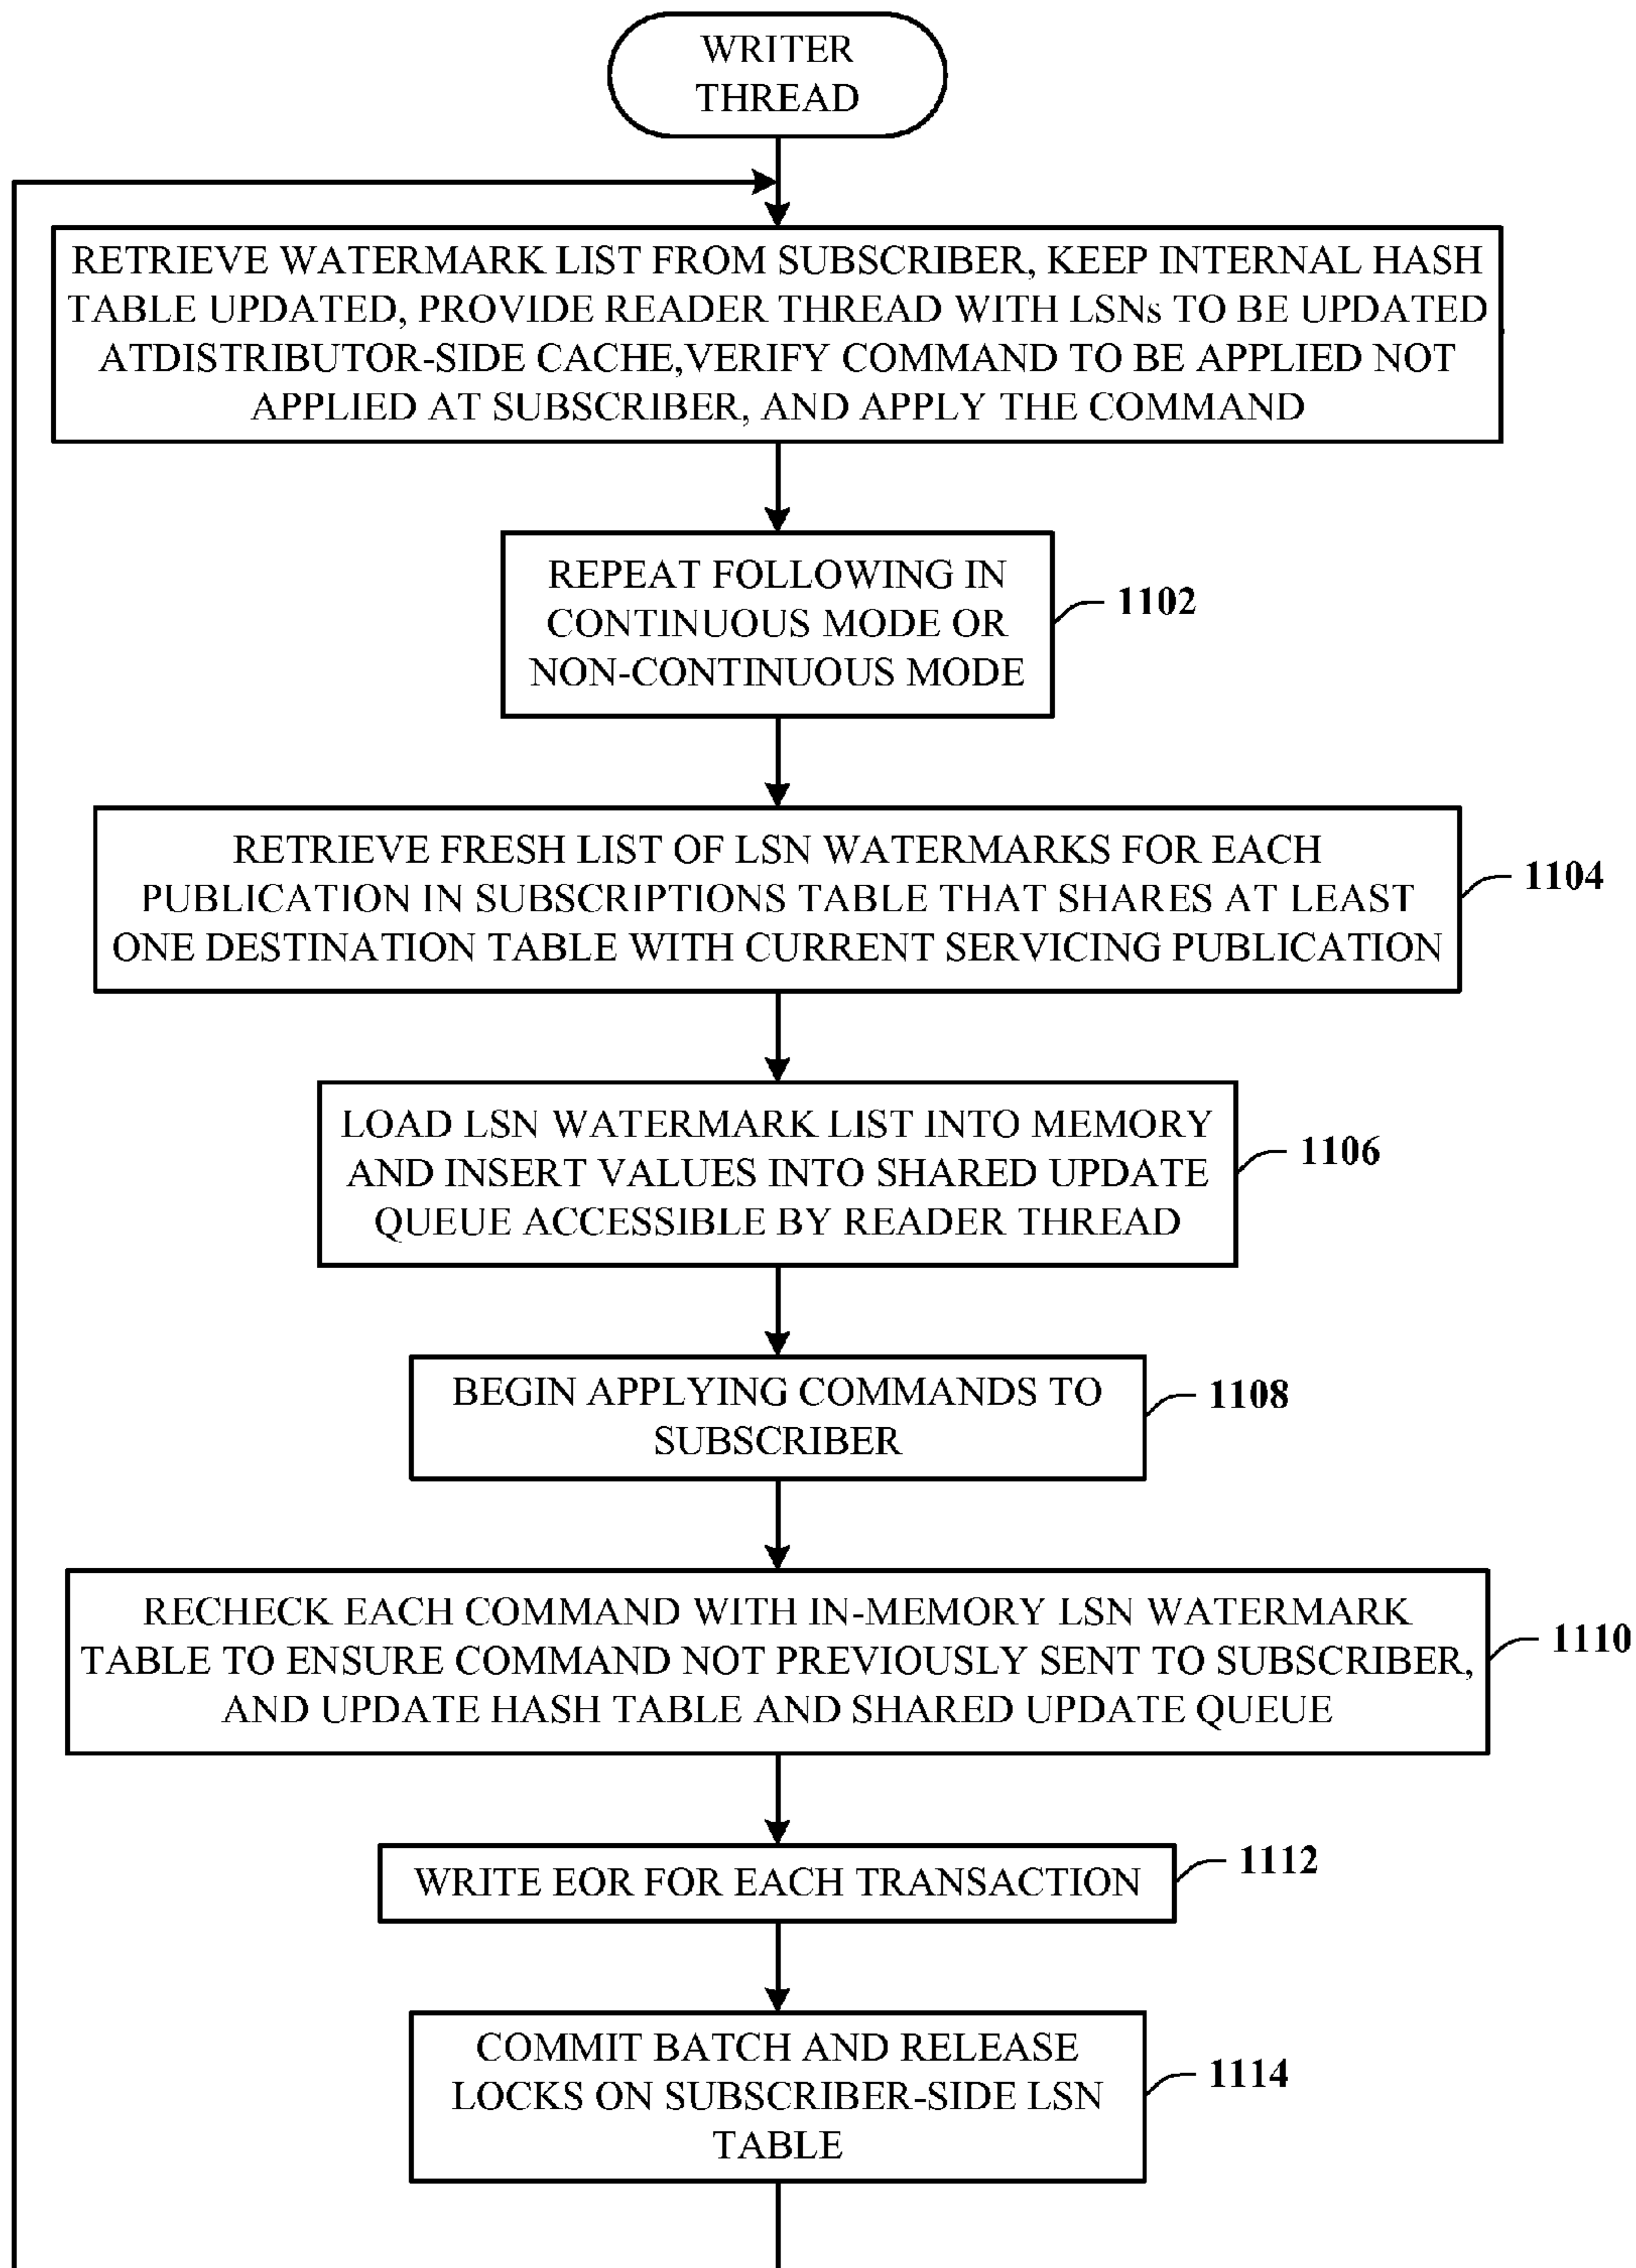 WRITER
THREAD
RETRIEVE WATERMARK LIST FROM SUBSCRIBER, KEEP INTERNAL HASH
TABLE UPDATED, PROVIDE READER THREAD WITH LSNs TO BE UPDATED
ATDISTRIBUTOR-SIDE CACHE,VERIFY COMMAND TO BE APPLIED NOT
APPLIED AT SUBSCRIBER, AND APPLY THE COMMAND
REPEAT FOLLOWING IN
CONTINUOUS MODE OR
NON-CONTINUOUS MODE
1102
RETRIEVE FRESH LIST OF LSN WATERMARKS FOR EACH
PUBLICATION IN SUBSCRIPTIONS TABLE THAT SHARES AT LEAST
ONE DESTINATION TABLE WITH CURRENT SERVICING PUBLICATION
1104
LOAD LSN WATERMARK LIST INTO MEMORY
AND INSERT VALUES INTO SHARED UPDATE
QUEUE ACCESSIBLE BY READER THREAD
1106
BEGIN APPLYING COMMANDS TO
SUBSCRIBER
1108
RECHECK EACH COMMAND WITH IN-MEMORY LSN WATERMARK
TABLE TO ENSURE COMMAND NOT PREVIOUSLY SENT TO SUBSCRIBER,
AND UPDATE HASH TABLE AND SHARED UPDATE QUEUE
1110
WRITE EOR FOR EACH TRANSACTION
1112
COMMIT BATCH AND RELEASE
LOCKS ON SUBSCRIBER-SIDE LSN
TABLE
1114